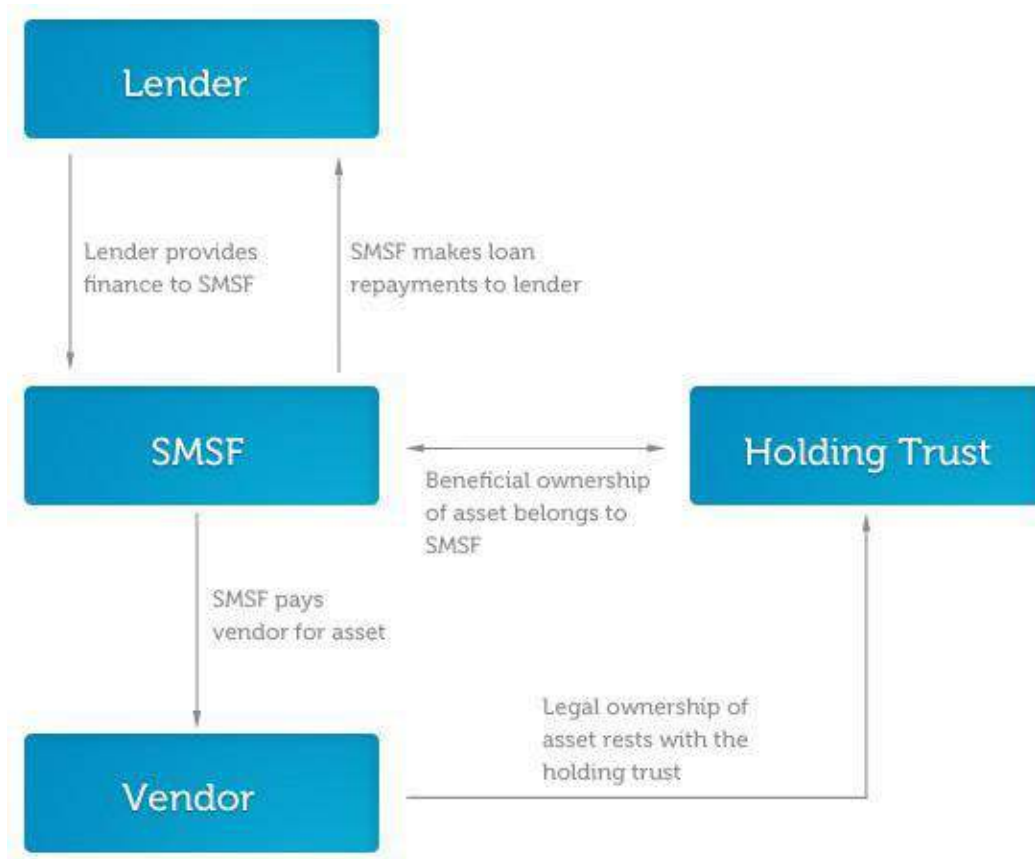 Lender
Lender provides
finance to SMSF
SMSF makes loan
repayments to lender
SMSF
Holding Trust
Beneficial ownership
of asset belongs to
SMSF
SMSF pays
vendor for asset
Legal ownership of
asset rests with the
holding trust
Vendor